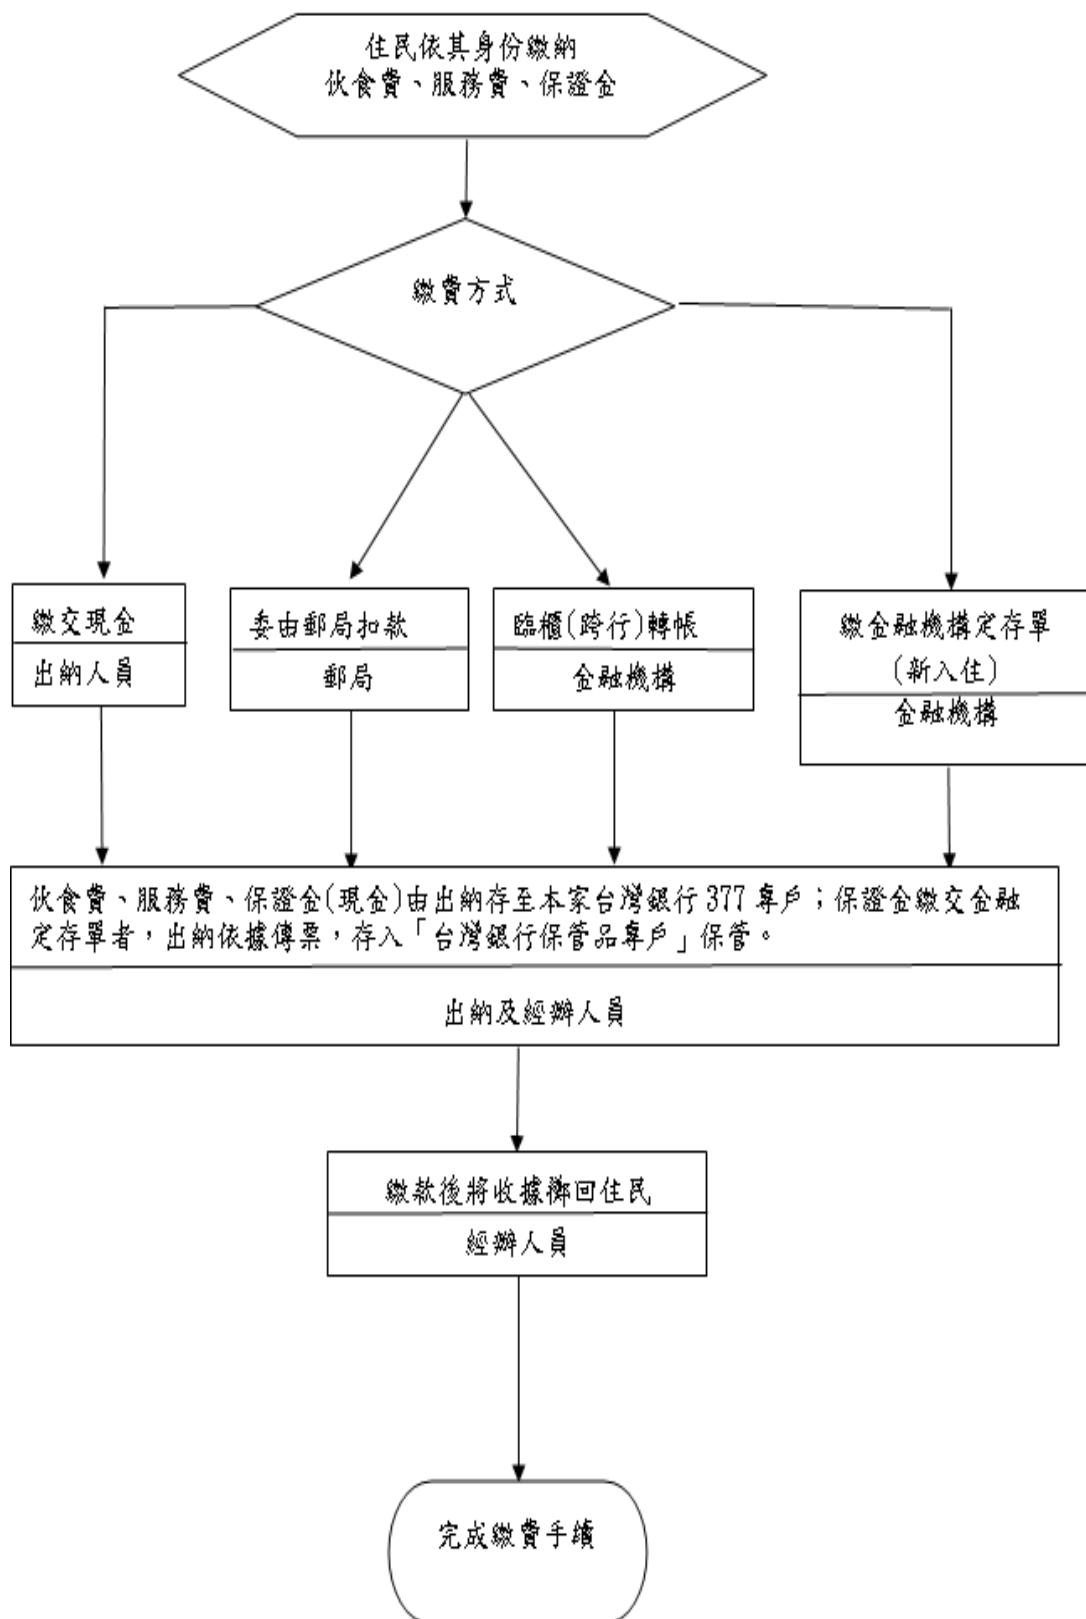 住民依其身份繳納
伙食費、服務費、保證金
繳費方式
繳交現金
出納人員
委由郵局扣款
郵局
臨櫃(跨行)轉帳
金融機構
繳金融機構定存單
(新入住)
金融機構
伙食費、服務費、保證金(現金)由出納存至本家台灣銀行 377 專戶；保證金繳交金融
定存單者，出納依據傳票，存入「台灣銀行保管品專戶」保管。
出納及經辦人員
繳款後將收據擲回住民
經辦人員
完成繳費手續